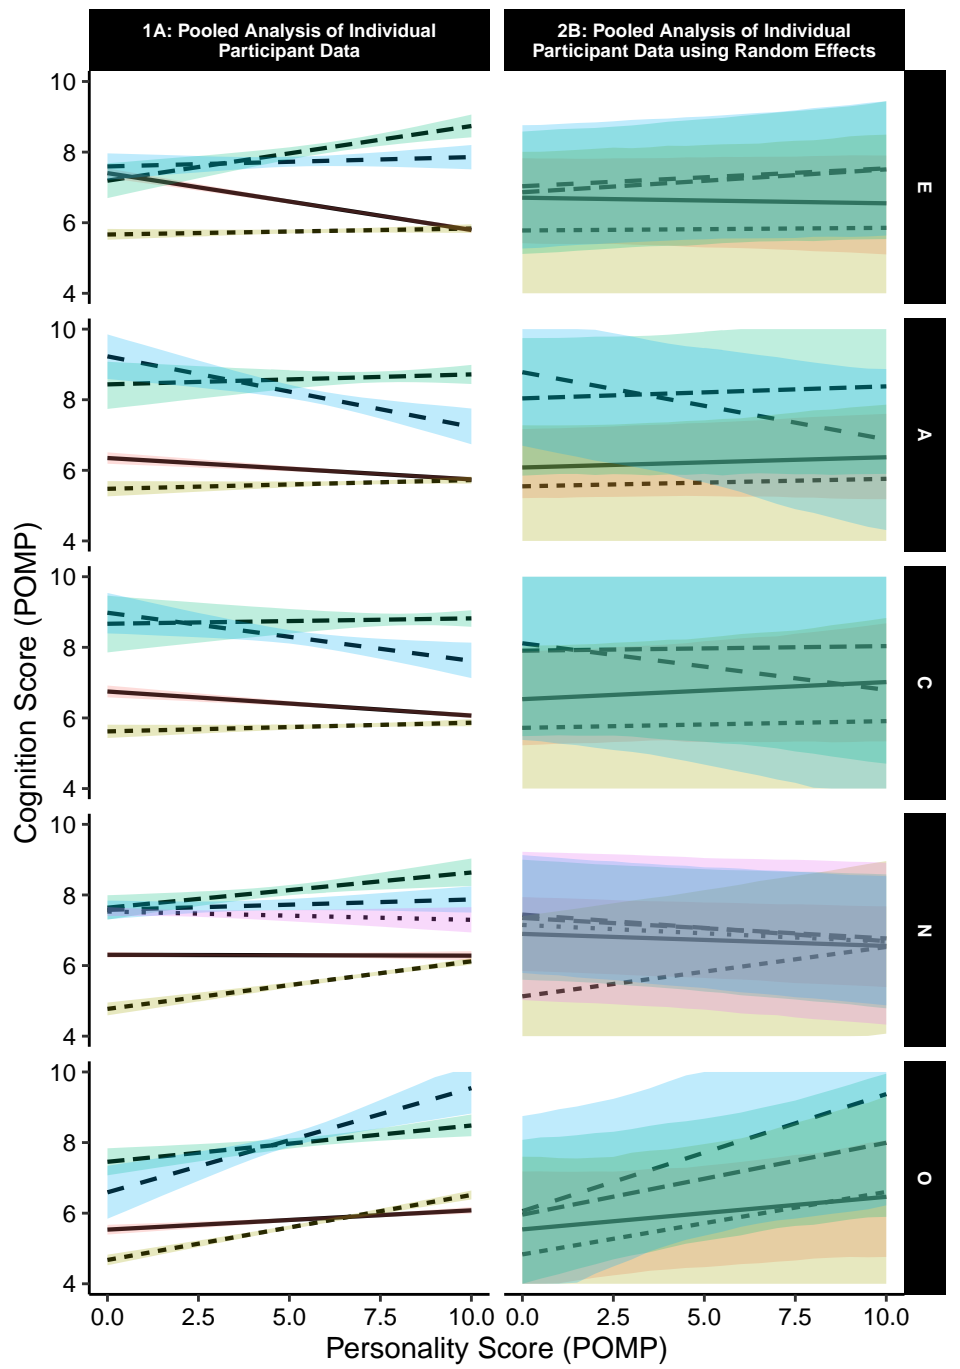 1A: Pooled Analysis of Individual
Participant Data
2B: Pooled Analysis of Individual
Participant Data using Random Effects
10
8
6
4
E
10
8
6
4
A
10
8
6
4
C
10
8
6
4
N
10
8
6
4
O
Cognition Score (POMP)
0.0 2.5 5.0 7.5 10.0 0.0 2.5 5.0 7.5 10.0
Personality Score (POMP)